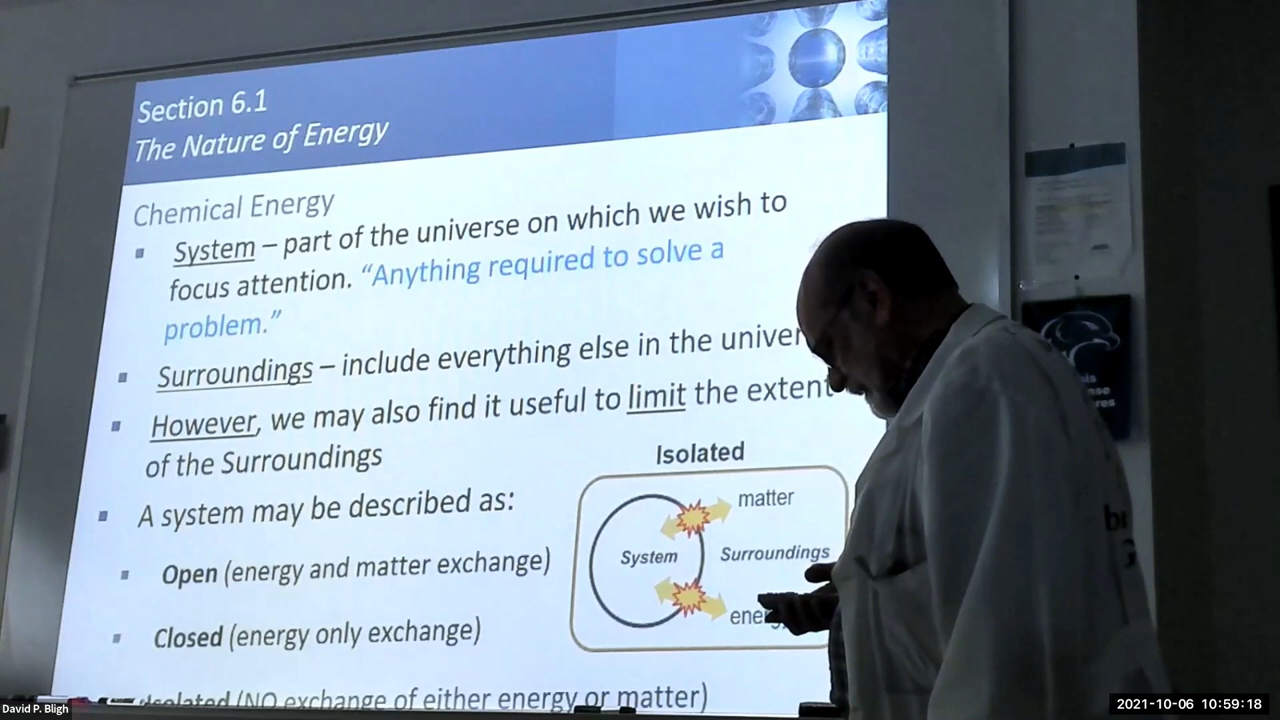 Section 6.1
The Nature of Energy
Chemical Energy
System – part of the universe on which we wish to
focus attention. “Anything required to solve a
problem.”
Surroundings – include everything else in the
However, we may also find it useful to limit the extent
of the Surroundings
A system may be described as:
Open (energy and matter exchange)
Closed (energy only exchange)
Isolated (NO exchange of either energy or matter)
Isolated
matter
System
Surroundings
David P. Bligh
2021-10-06 10:59:18